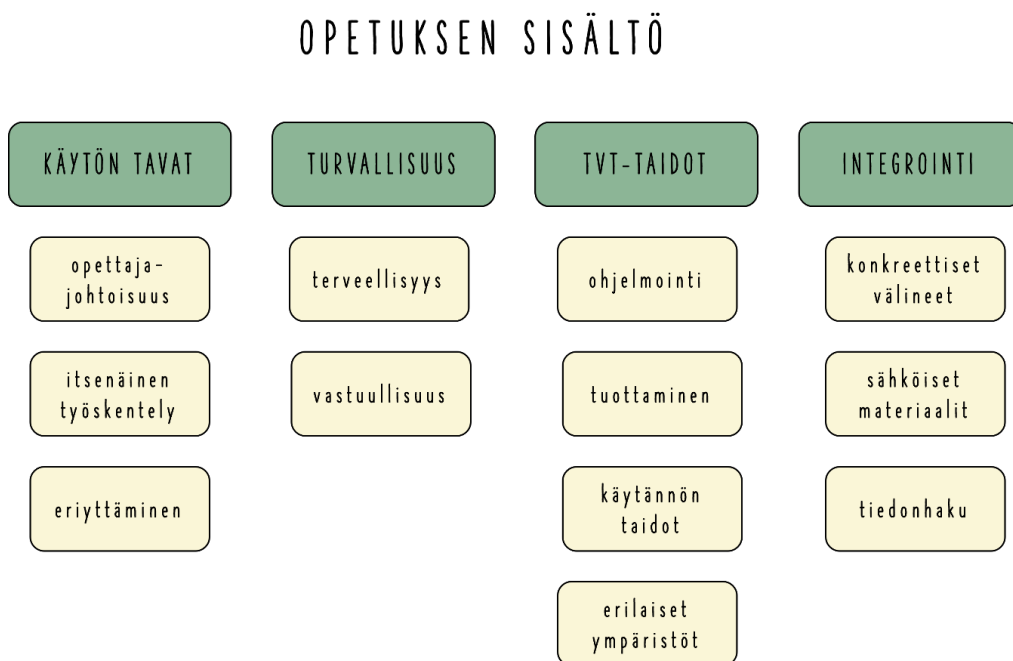 OPETUKSEN SISÄLTÖ
KÄYTÖN TAVAT
opettaja-
johtoisuus
itsenäinen
työskentely
eriyttäminen
TURVALLISUUS
terveellisyys
vastuullisuus
TVT-TAIDOT
ohjelmointi
tuottaminen
käytännön
taidot
erilaiset
ympäristöt
INTEGROINTI
konkreettiset
välineet
sähköiset
materiaalit
tiedonhaku